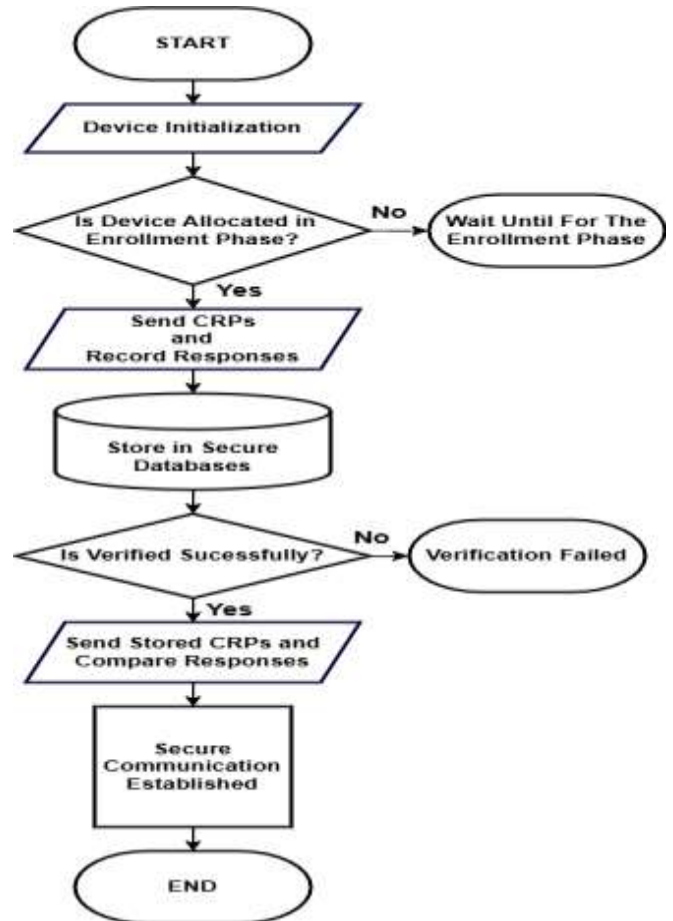 START
Device Initialization
Is Device Allocated in
Enrollment Phase?
No
Wait Until For The
Enrollment Phase
Yes
Send CRPs
and
Record Responses
Store in Secure
Databases
Is Verified Sucessfully?
No
Verification Failed
Yes
Send Stored CRPs and
Compare Responses
Secure
Communication
Established
END